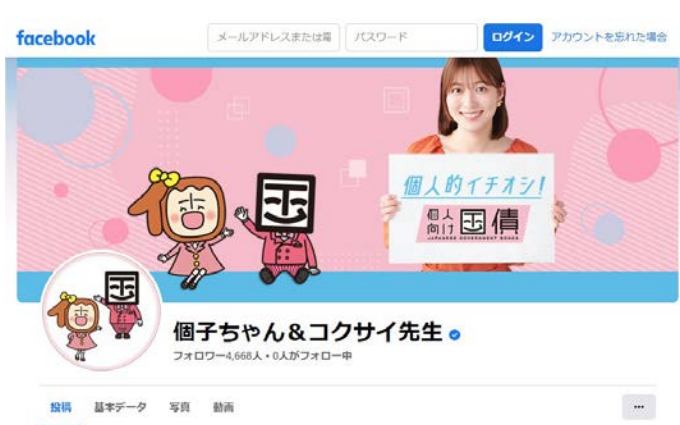 facebook
メールアドレスまたは電
パスワード
ログイン
アカウントを忘れた場合
個人的イチオシ!
個人向け国債
JAPANESE GOVERNMENT BONDS
個子ちゃん&コクサイ先生
フォロワー4,668人・0人がフォロー中
投稿 基本データ 写真 動画
...